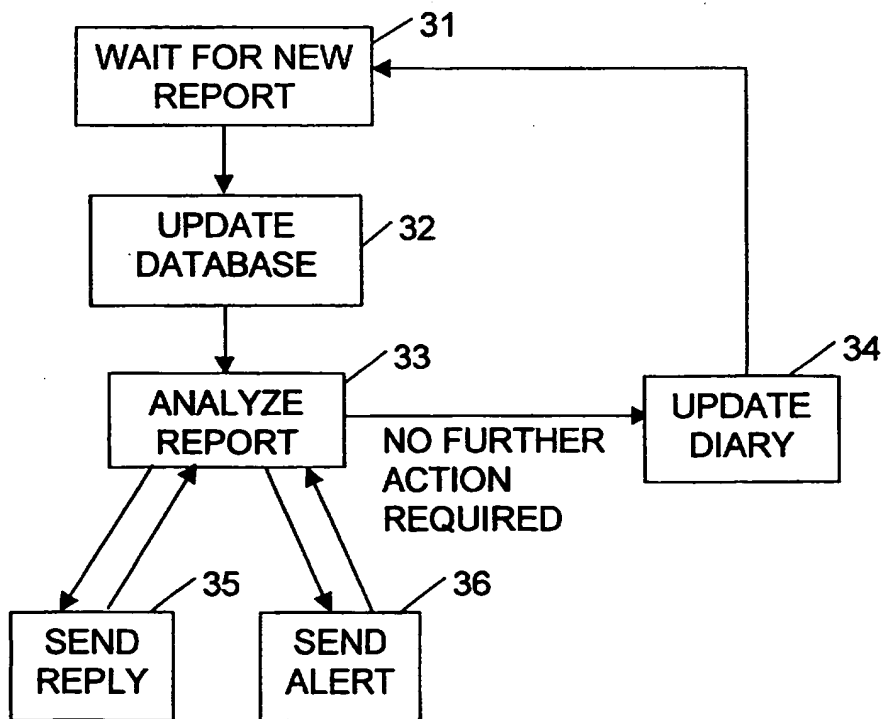 31
WAIT FOR NEW
REPORT
UPDATE
DATABASE
32
33
ANALYZE
REPORT
34
UPDATE
DIARY
NO FURTHER
ACTION
REQUIRED
35
SEND
REPLY
36
SEND
ALERT